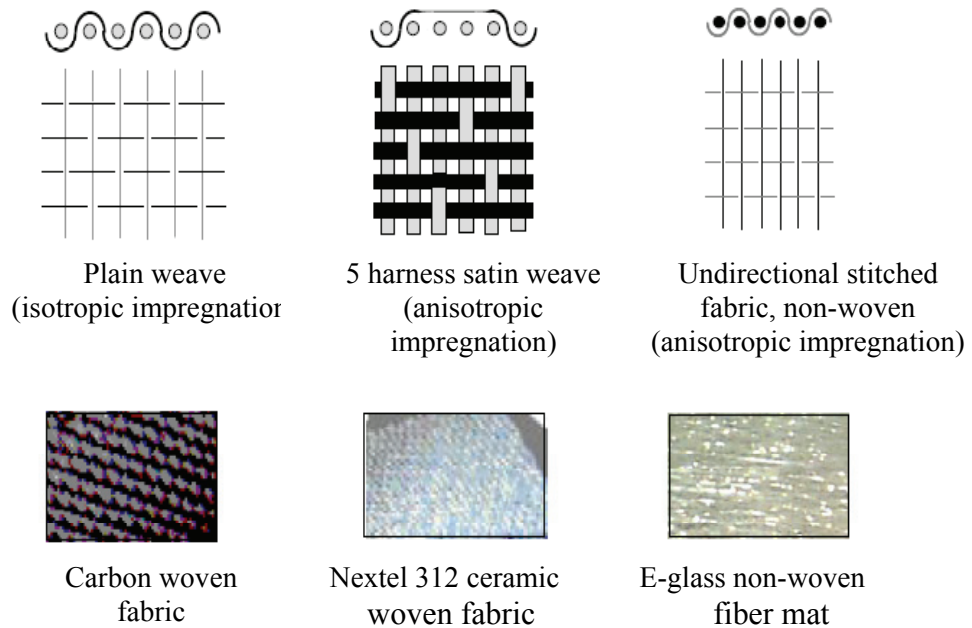 Plain weave
(isotropic impregnation
5 harness satin weave
(anisotropic
impregnation)
Undirectional stitched
fabric, non-woven
(anisotropic impregnation)
Carbon woven
fabric
Nextel 312 ceramic
woven fabric
E-glass non-woven
fiber mat